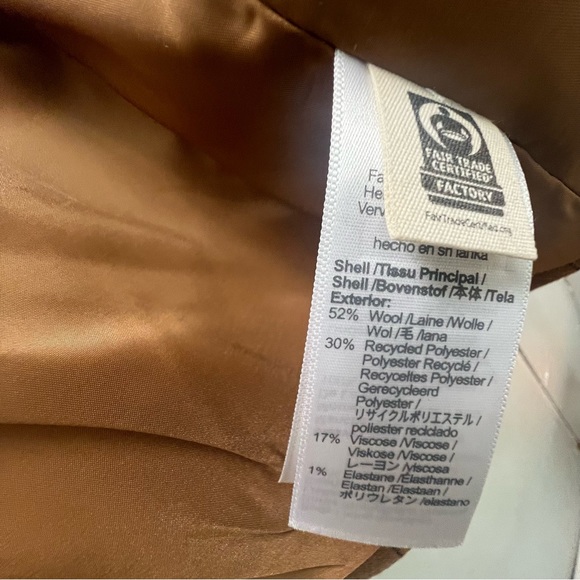 FAIR TRADE
CERTIFIED
FACTORY
FairTradeCertified.org
Fa
He
Verv
hecho en sri lanka
Shell /Tissu Principal /
Shell /Bovenstof /本体 /Tela
Exterior:
52% Wool /Laine /Wolle /
Wol /毛 /lana
30% Recycled Polyester /
Polyester Recyclé /
Recyceltes Polyester /
Gerecycleerd
Polyester /
リサイクルポリエステル /
poliester reciclado
17% Viscose /Viscose /
Viskose /Viscose /
レーヨン /viscosa
1% Elastane /Elasthanne /
Elastan /Elastaan /
ポリウレタン /elastano